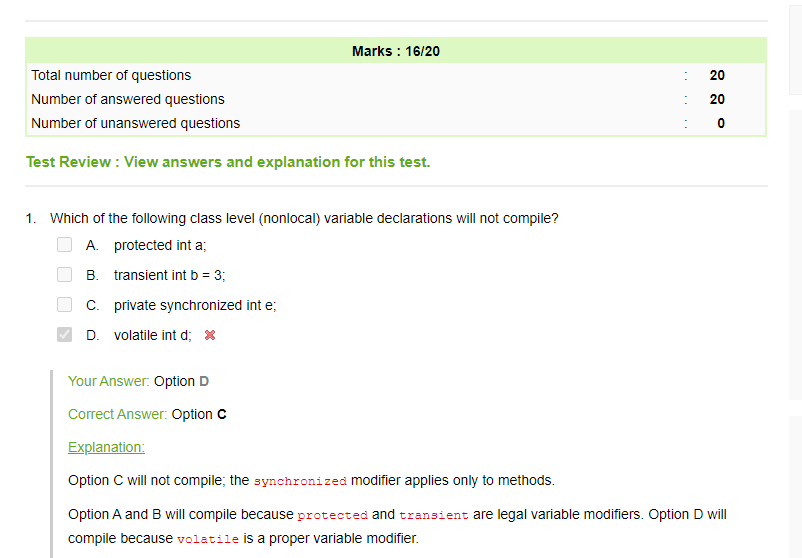 Marks : 16/20
Total number of questions : 20
Number of answered questions : 20
Number of unanswered questions : 0
Test Review : View answers and explanation for this test.
1. Which of the following class level (nonlocal) variable declarations will not compile?
A. protected int a;
B. transient int b = 3;
C. private synchronized int e;
D. volatile int d;
Your Answer: Option D
Correct Answer: Option C
Explanation:
Option C will not compile; the synchronized modifier applies only to methods.
Option A and B will compile because protected and transient are legal variable modifiers. Option D will
compile because volatile is a proper variable modifier.